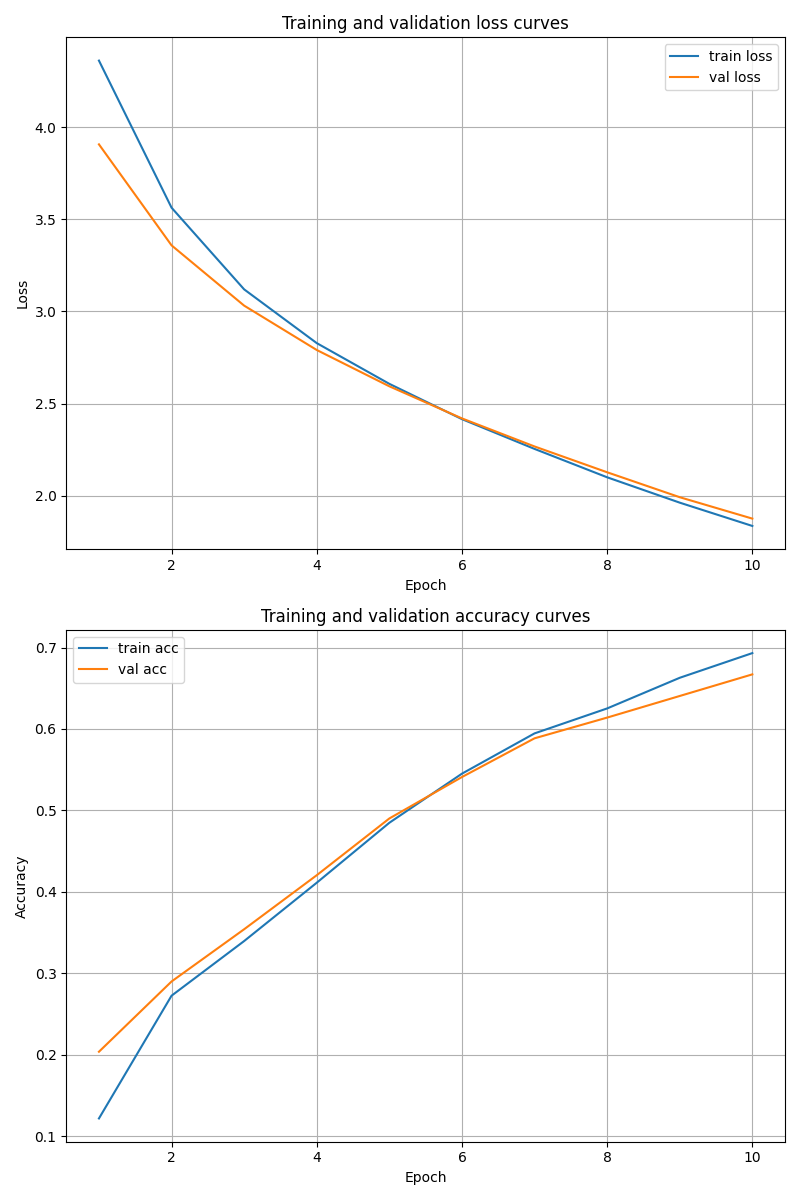 Training and validation loss curves
train loss
val loss
4.0
3.5
3.0
2.5
2.0
Loss
2 4 6 8 10
Epoch
Training and validation accuracy curves
train acc
val acc
0.7
0.6
0.5
0.4
0.3
0.2
0.1
Accuracy
2 4 6 8 10
Epoch